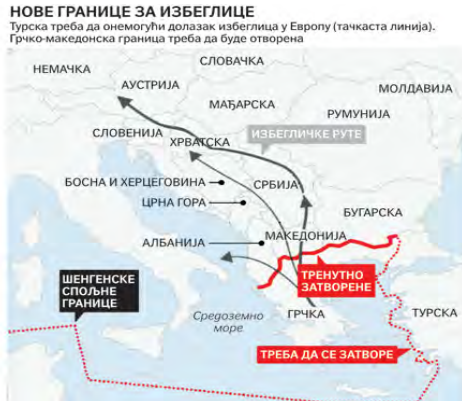 НОВЕ ГРАНИЦЕ ЗА ИЗБЕГЛИЦЕ
Турска треба да онемогући долазак избеглица у Европу (тачкаста линија).
Грчко-македонска граница треба да буде отворена
НЕМАЧКА
СЛОВАЧКА
АУСТРИЈА
МОЛДАВИЈА
МАЂАРСКА
РУМУНИЈА
СЛОВЕНИЈА
ХРВАТСКА
ИЗБЕГЛИЧКЕ РУТЕ
БОСНА И ХЕРЦЕГОВИНА
СРБИЈА
ЦРНА ГОРА
БУГАРСКА
АЛБАНИЈА
МАКЕДОНИЈА
ШЕНГЕНСКЕ
СПОЉНЕ
ГРАНИЦЕ
ТРЕНУТНО
ЗАТВОРЕНЕ
Средоземно
море
ГРЧКА
ТУРСКА
ТРЕБА ДА СЕ ЗАТВОРЕ